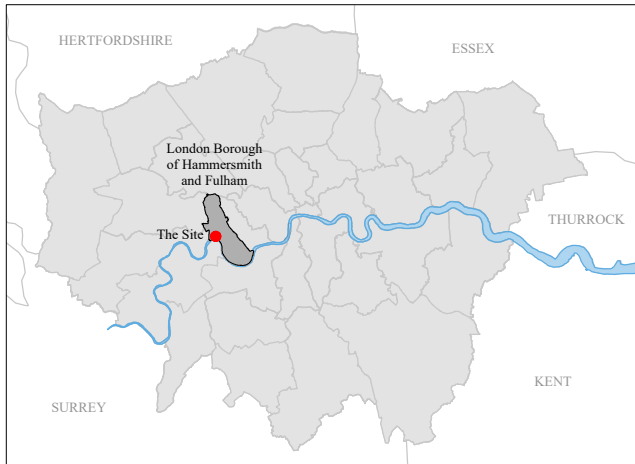 HERTFORDSHIRE
ESSEX
London Borough
of Hammersmith
and Fulham
The Site
THURROCK
KENT
SURREY